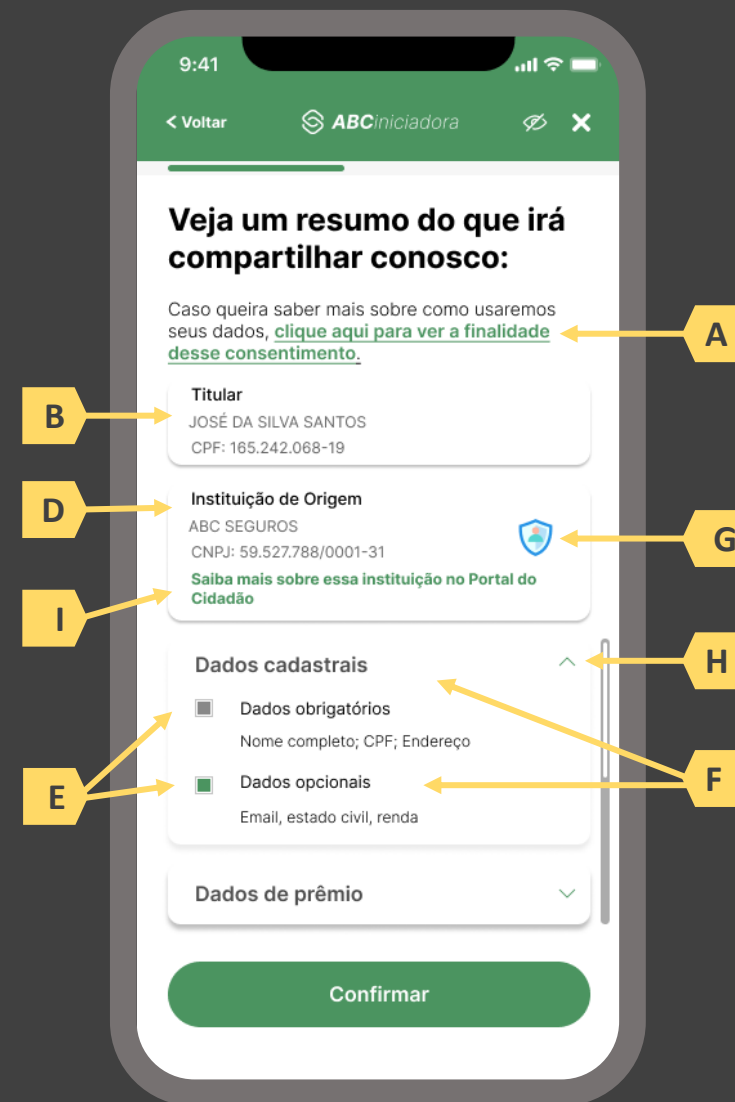 9:41
< Voltar
ABCiniciadora
Veja um resumo do que irá
compartilhar conosco:
Caso queira saber mais sobre como usaremos
seus dados, clique aqui para ver a finalidade
desse consentimento.
A
B
Titular
JOSÉ DA SILVA SANTOS
CPF: 165.242.068-19
D
Instituição de Origem
ABC SEGUROS
CNPJ: 59.527.788/0001-31
G
Saiba mais sobre essa instituição no Portal do
Cidadão
I
Dados cadastrais
H
Dados obrigatórios
Nome completo; CPF; Endereço
E
Dados opcionais
F
Email, estado civil, renda
Dados de prêmio
Confirmar